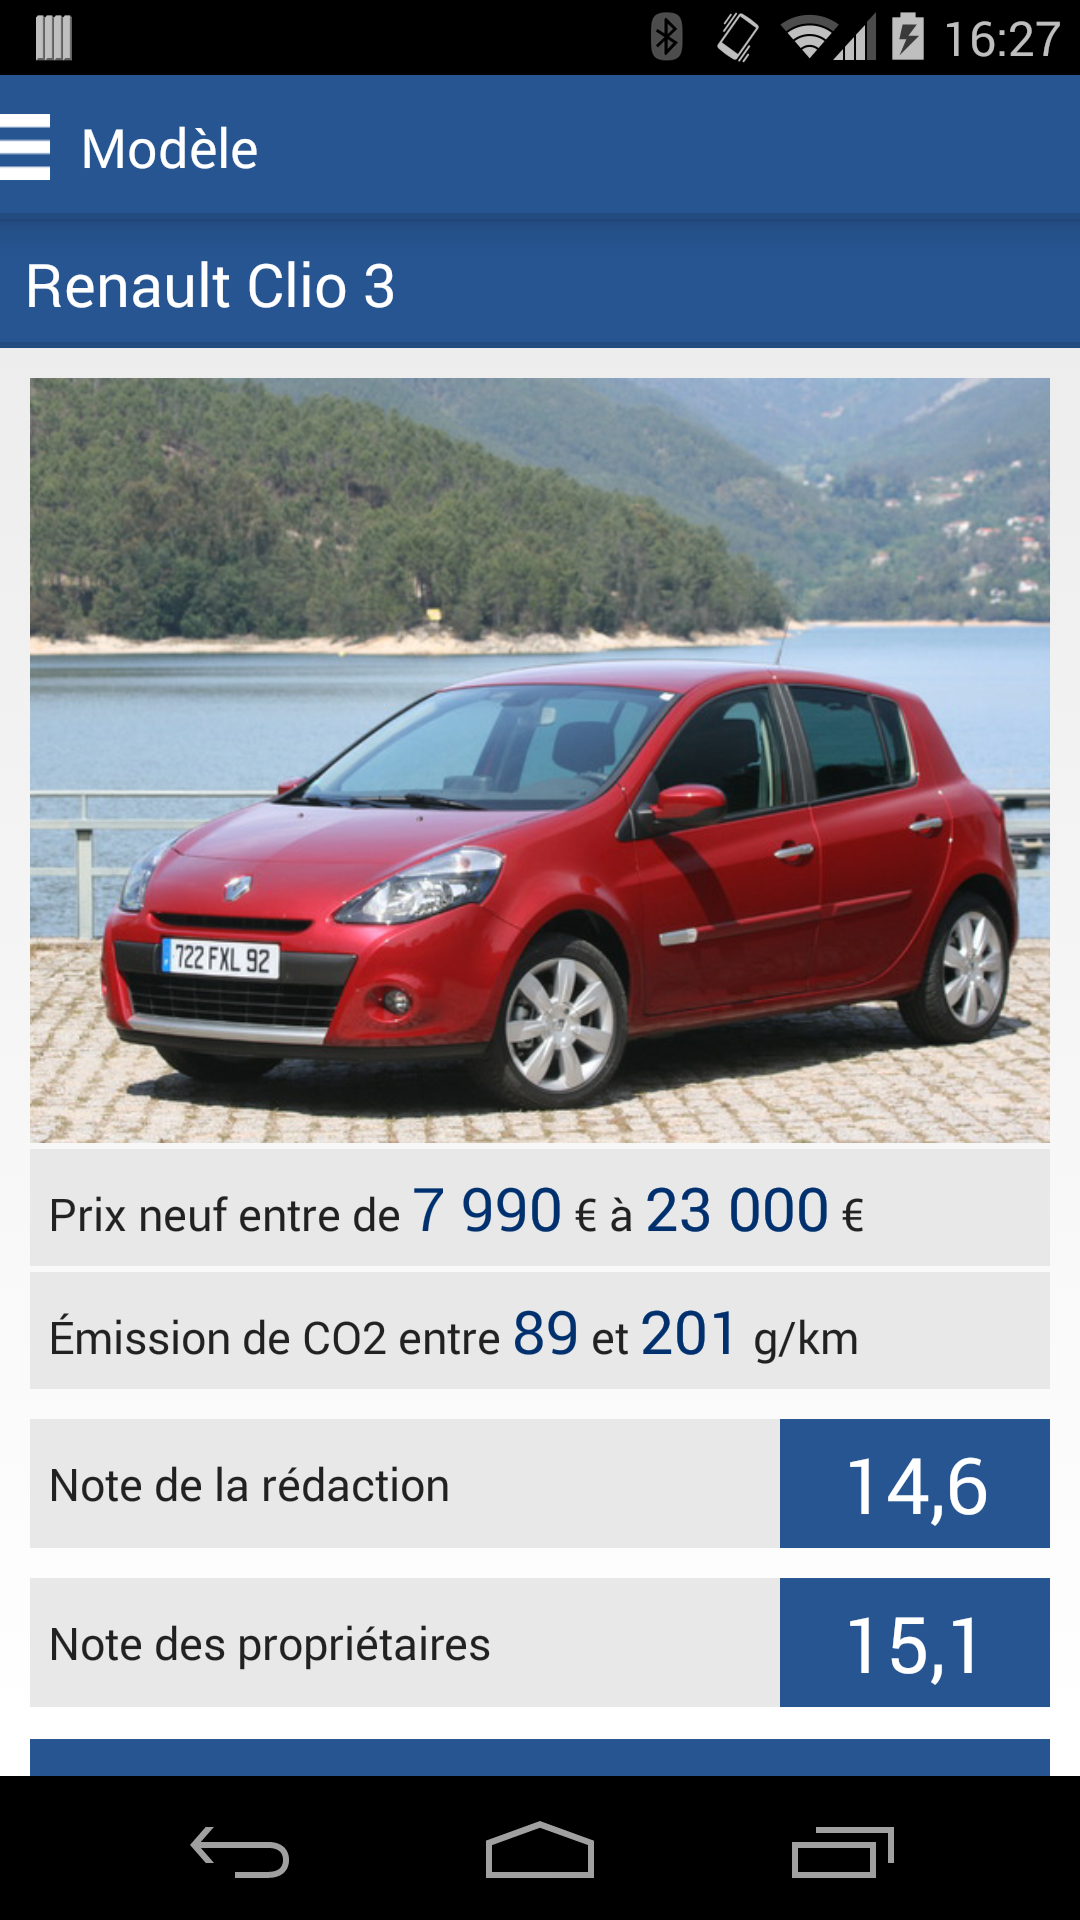 16:27
Modèle
Renault Clio 3
722 FXL 92
Prix neuf entre de 7 990 € à 23 000 €
Émission de CO2 entre 89 et 201 g/km
Note de la rédaction 14,6
Note des propriétaires 15,1